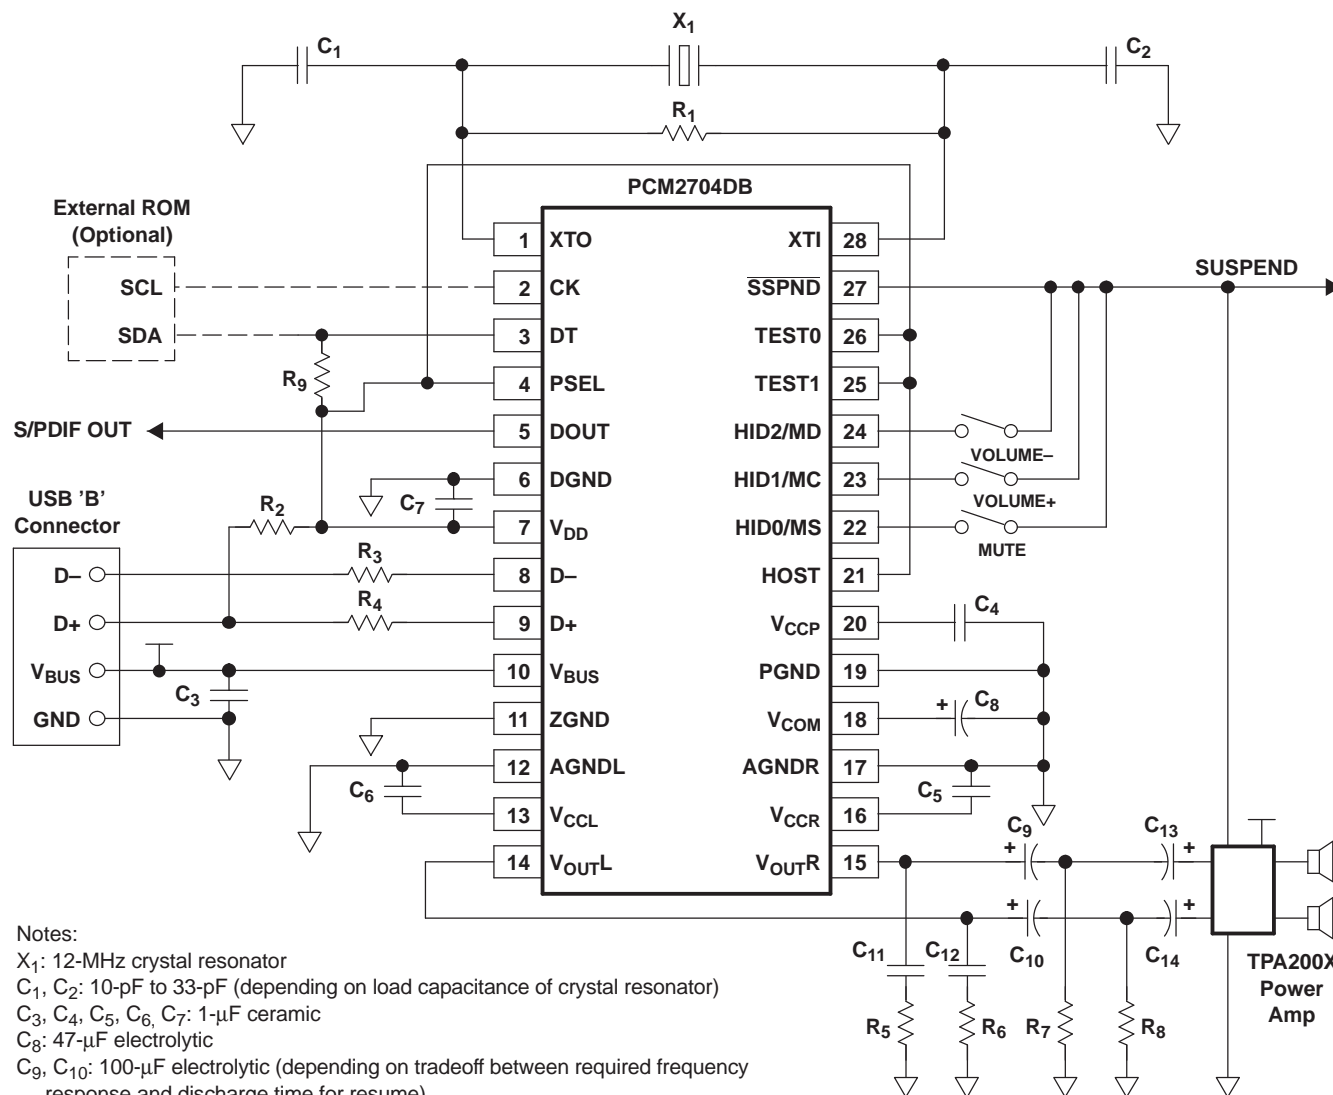 X1
C1
C2
R1
PCM2704DB
External ROM
(Optional)
SCL
SDA
R9
S/PDIF OUT
USB 'B'
Connector
D–
D+
VBUS
GND
R2
R3
R4
C3
C7
C6
1 XTO
2 CK
3 DT
4 PSEL
5 DOUT
6 DGND
7 VDD
8 D–
9 D+
10 VBUS
11 ZGND
12 AGNDL
13 VCCL
14 VOUTL
XTI 28
SSPND 27
TEST0 26
TEST1 25
HID2/MD 24
HID1/MC 23
HID0/MS 22
HOST 21
VCCP 20
PGND 19
VCOM 18
AGNDR 17
VCCR 16
VOUTR 15
SUSPEND
VOLUME–
VOLUME+
MUTE
C4
+ C8
C5
C9
+
C13
+
+
C10
+
C14
C11
C12
R5
R6
R7
R8
TPA200X
Power
Amp
Notes:
X1: 12-MHz crystal resonator
C1, C2: 10-pF to 33-pF (depending on load capacitance of crystal resonator)
C3, C4, C5, C6, C7: 1-μF ceramic
C8: 47-μF electrolytic
C9, C10: 100-μF electrolytic (depending on tradeoff between required frequency
response and discharge time for resume)